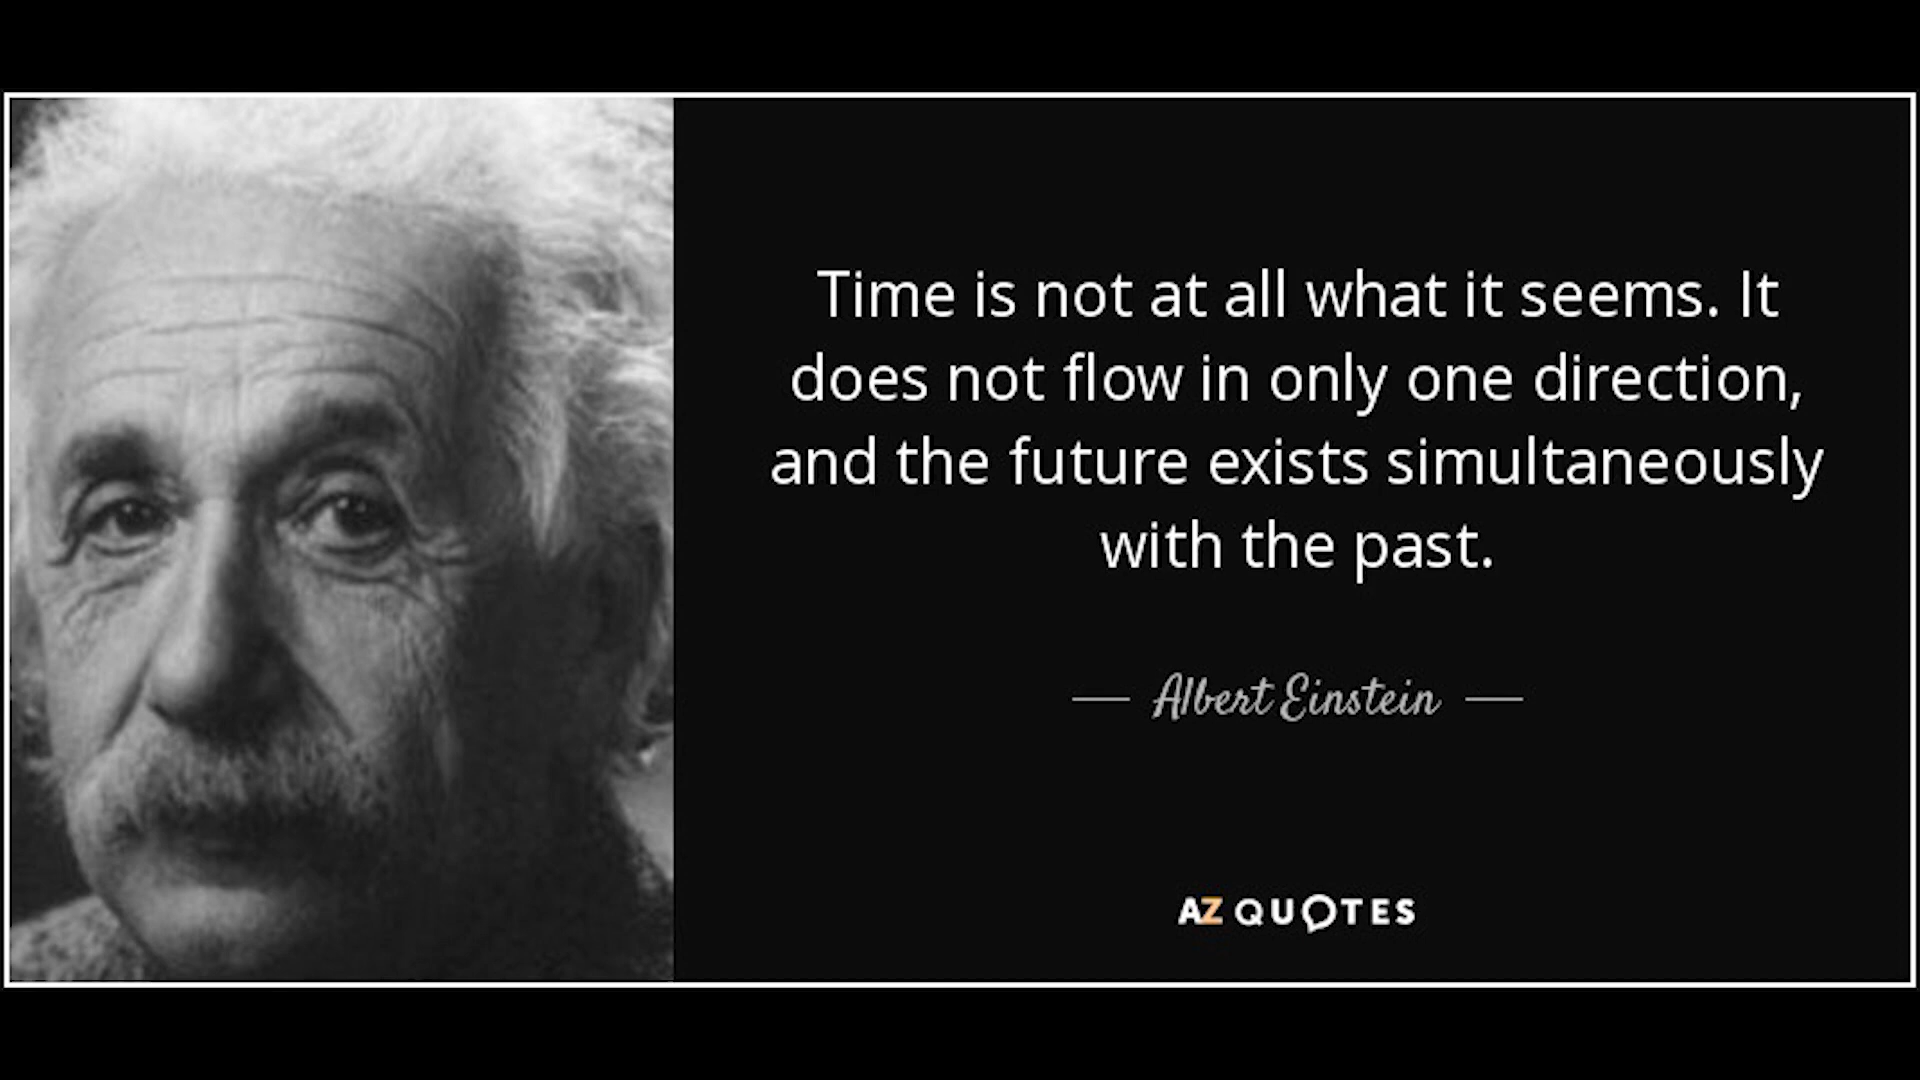 Time is not at all what it seems. It
does not flow in only one direction,
and the future exists simultaneously
with the past.
— Albert Einstein —
AZ QUOTES